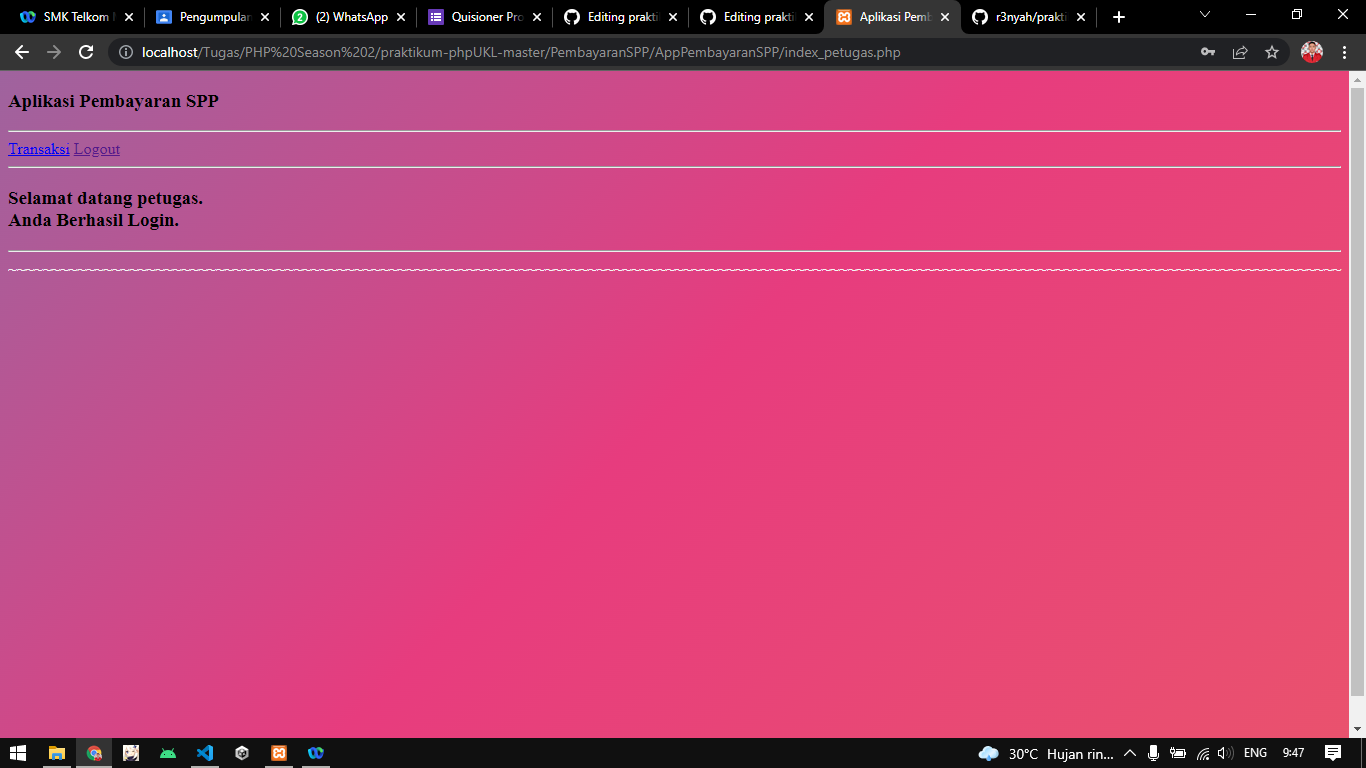 SMK Telkom
Pengumpulan
(2) WhatsApp
Quisioner Pro
Editing prakti
Editing prakti
Aplikasi Pemb
r3nyah/prakti
localhost/Tugas/PHP%20Season%202/praktikum-phpUKL-master/PembayaranSPP/AppPembayaranSPP/index_petugas.php
Aplikasi Pembayaran SPP
Transaksi Logout
Selamat datang petugas.
Anda Berhasil Login.
30°C Hujan rin... ENG 9:47